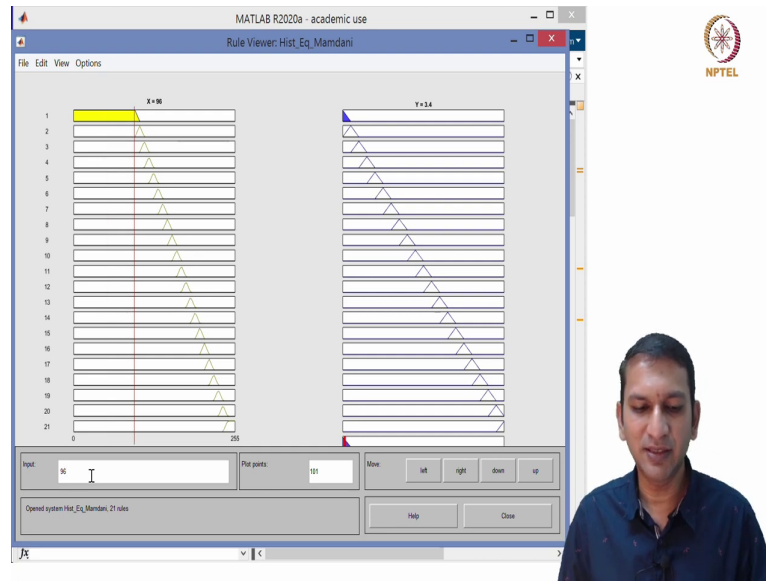 MATLAB R2020a - academic use
Rule Viewer: Hist_Eq_Mamdani
File Edit View Options
NPTEL
X = 96
Y = 3.4
1
2
3
4
5
6
7
8
9
10
11
12
13
14
15
16
17
18
19
20
21
0 255
Input: 96
Plot points: 101
Move: left right down up
Opened system Hist_Eq_Mamdani, 21 rules
Help Close
fx